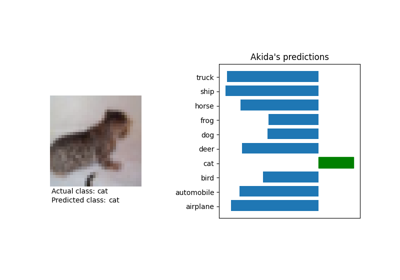 Akida's predictions
truck
ship
horse
frog
dog
deer
cat
bird
automobile
airplane
Actual class: cat
Predicted class: cat